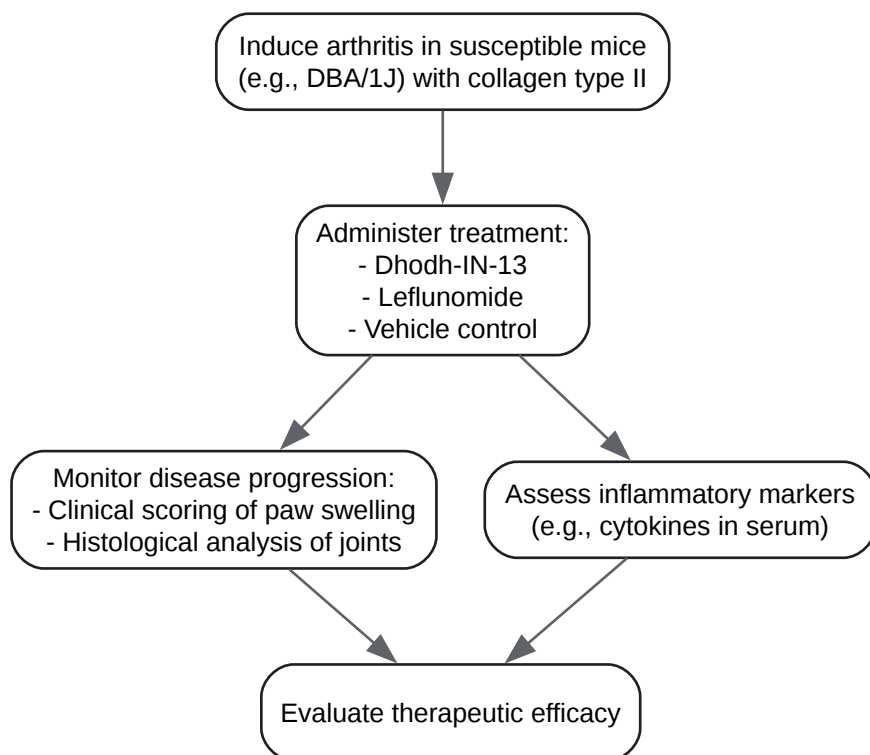 Induce arthritis in susceptible mice
(e.g., DBA/1J) with collagen type II
Administer treatment:
- Dhodh-IN-13
- Leflunomide
- Vehicle control
Monitor disease progression:
- Clinical scoring of paw swelling
- Histological analysis of joints
Assess inflammatory markers
(e.g., cytokines in serum)
Evaluate therapeutic efficacy